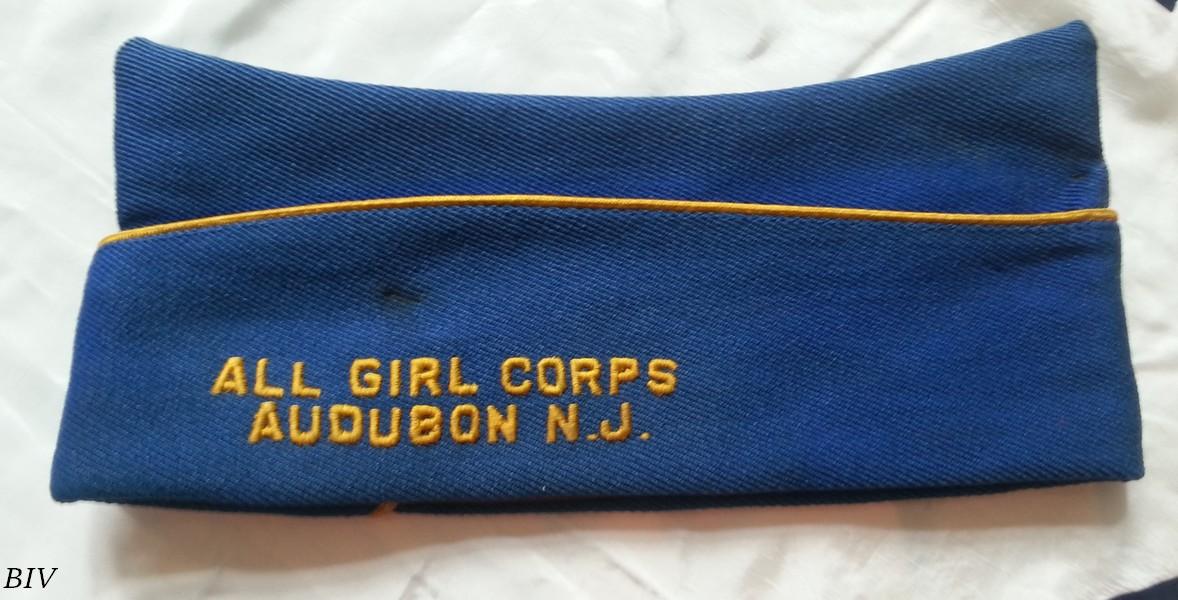 ALL GIRL CORPS
AUDUBON N.J.
BIV